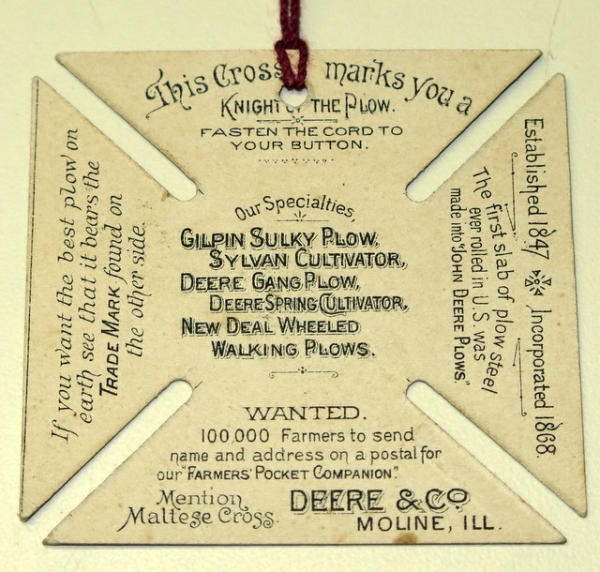 This Cross marks you a
KNIGHT OF THE PLOW.
FASTEN THE CORD TO
YOUR BUTTON.
If you want the best plow on
earth see that it bears the
TRADE MARK found on
the other side.
Our Specialties,
GILPIN SULKY PLOW,
SYLVAN CULTIVATOR,
DEERE GANG PLOW,
DEERE SPRING CULTIVATOR,
NEW DEAL WHEELED
WALKING PLOWS.
Established 1847, Incorporated 1868.
The first slab of plow steel
ever rolled in U.S. was
made into "JOHN DEERE PLOWS."
WANTED.
100,000 Farmers to send
name and address on a postal for
our "FARMERS' POCKET COMPANION."
Mention
Maltese Cross.
DEERE & CO.
MOLINE, ILL.